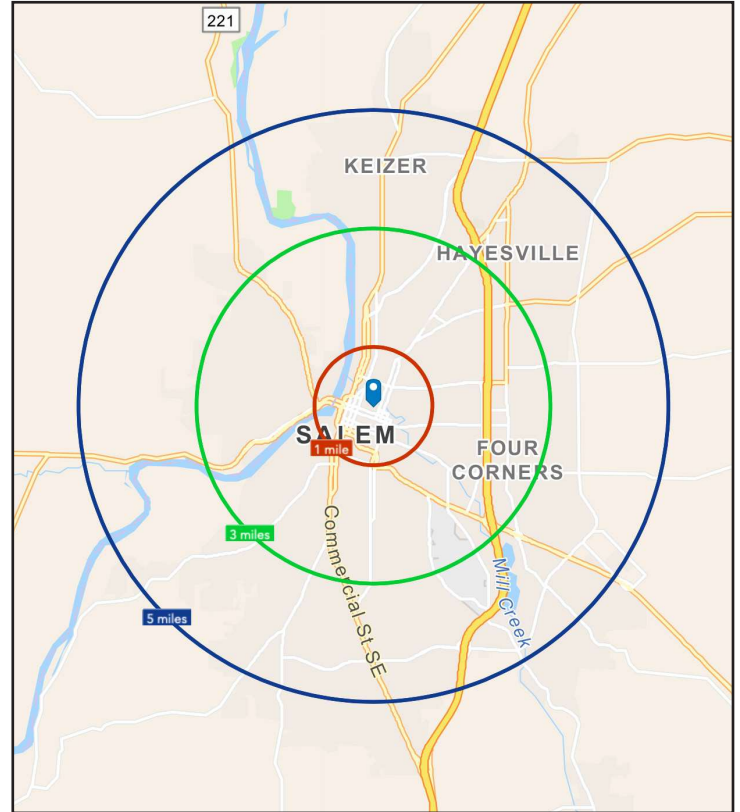 221
KEIZER
HAYESVILLE
SALEM
1 mile
FOUR
CORNERS
3 miles
Commercial St SE
Mill Creek
5 miles